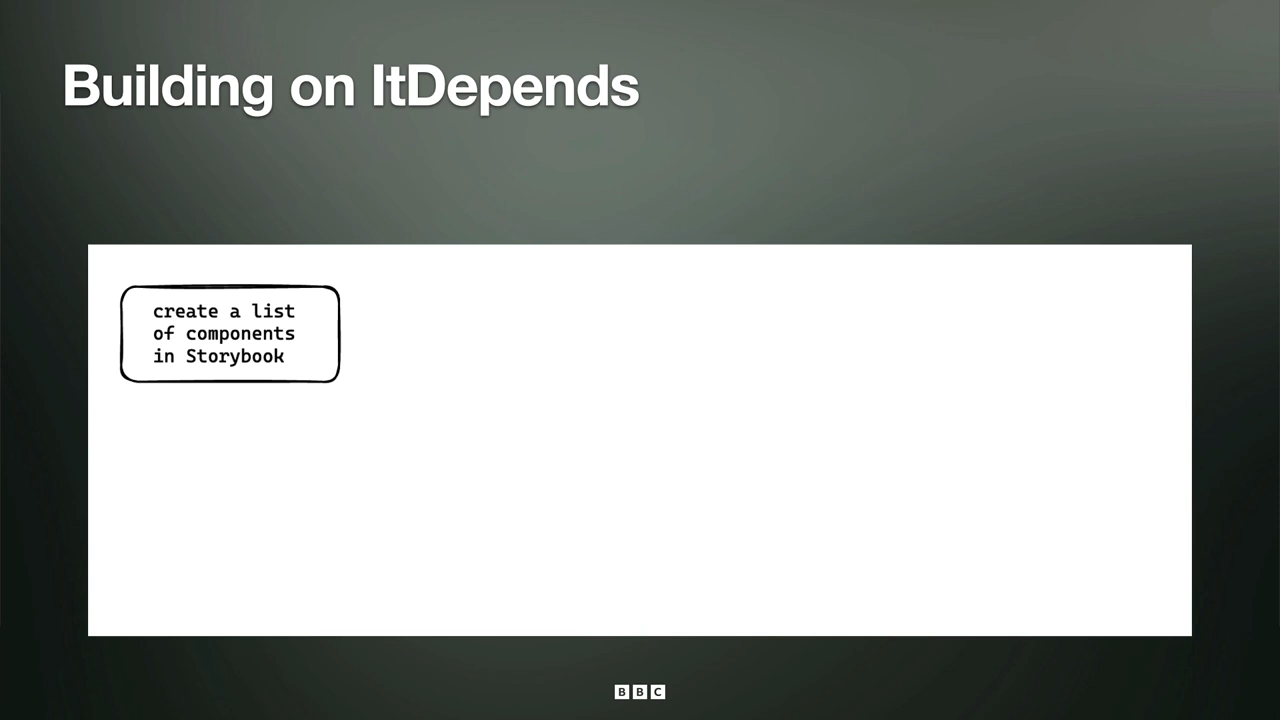 Building on ItDepends
create a list
of components
in Storybook
BBC